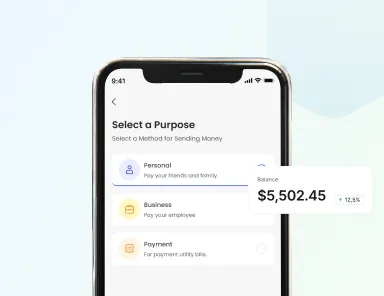 9:41
Select a Purpose
Select a Method for Sending Money
Personal
Pay your friends and family.
Balance
$5,502.45
12,5%
Business
Pay your employee
Payment
For payment utility bills.